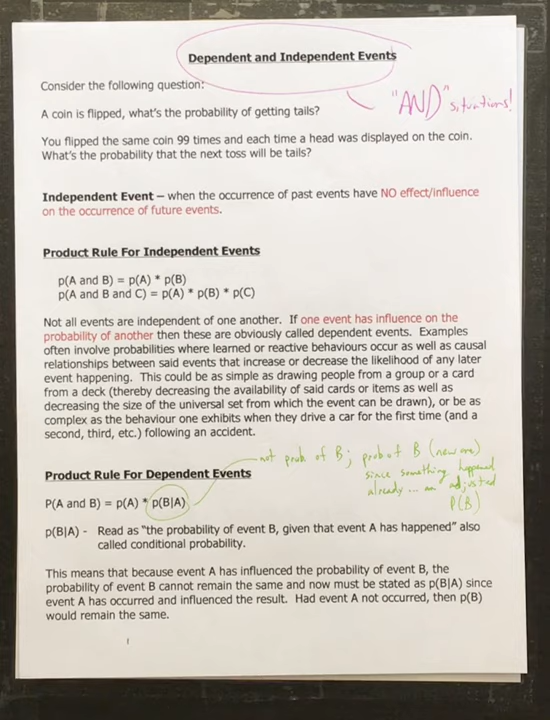 Dependent and Independent Events
Consider the following question:
"AND" situations!
A coin is flipped, what's the probability of getting tails?
You flipped the same coin 99 times and each time a head was displayed on the coin.
What's the probability that the next toss will be tails?
Independent Event – when the occurrence of past events have NO effect/influence
on the occurrence of future events.
Product Rule For Independent Events
p(A and B) = p(A) * p(B)
p(A and B and C) = p(A) * p(B) * p(C)
Not all events are independent of one another. If one event has influence on the
probability of another then these are obviously called dependent events. Examples
often involve probabilities where learned or reactive behaviours occur as well as causal
relationships between said events that increase or decrease the likelihood of any later
event happening. This could be as simple as drawing people from a group or a card
from a deck (thereby decreasing the availability of said cards or items as well as
decreasing the size of the universal set from which the event can be drawn), or be as
complex as the behaviour one exhibits when they drive a car for the first time (and a
second, third, etc.) following an accident.
not prob of B; prob of B (new one)
since something happened
already ... an adjusted
P(B)
Product Rule For Dependent Events
P(A and B) = p(A) * p(B|A)
p(B|A) - Read as "the probability of event B, given that event A has happened" also
called conditional probability.
This means that because event A has influenced the probability of event B, the
probability of event B cannot remain the same and now must be stated as p(B|A) since
event A has occurred and influenced the result. Had event A not occurred, then p(B)
would remain the same.
1